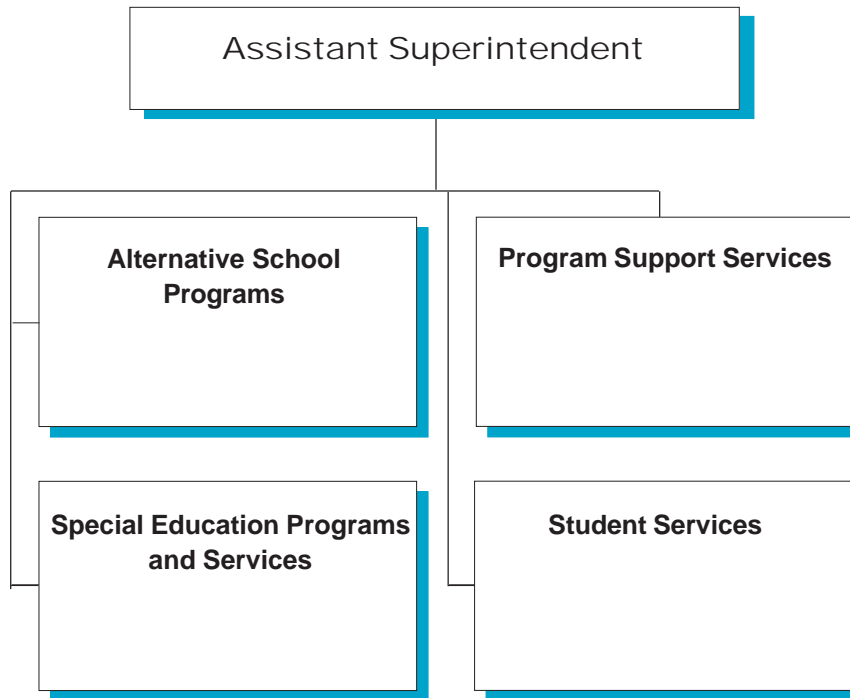 Assistant Superintendent
Alternative School
Programs
Program Support Services
Special Education Programs
and Services
Student Services